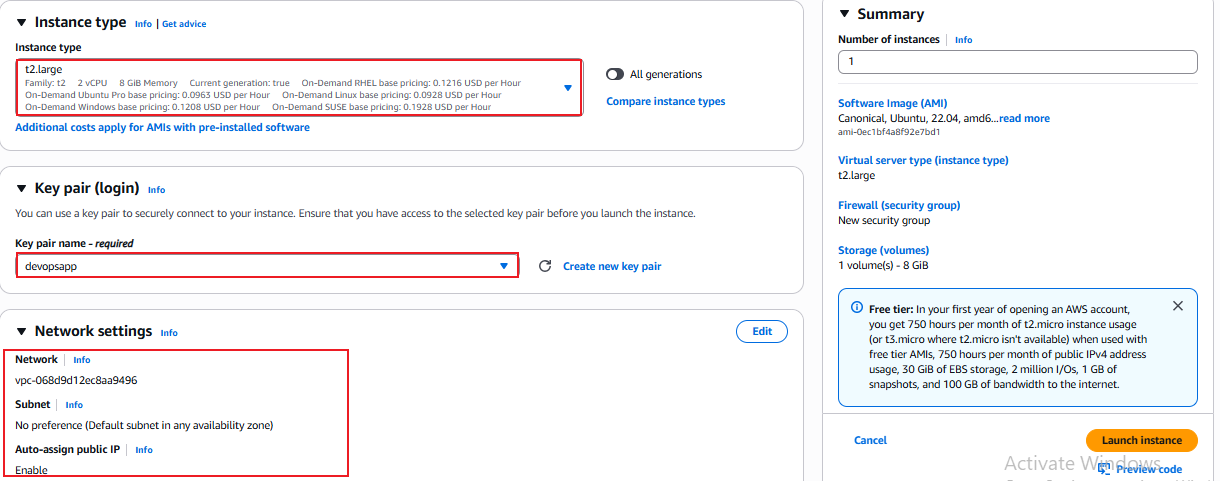 Instance type Info | Get advice
Instance type
t2.large
Family: t2 2 vCPU 8 GiB Memory Current generation: true On-Demand RHEL base pricing: 0.1216 USD per Hour
On-Demand Ubuntu Pro base pricing: 0.0963 USD per Hour On-Demand Linux base pricing: 0.0928 USD per Hour
On-Demand Windows base pricing: 0.1208 USD per Hour On-Demand SUSE base pricing: 0.1928 USD per Hour
All generations
Compare instance types
Additional costs apply for AMIs with pre-installed software
Key pair (login) Info
You can use a key pair to securely connect to your instance. Ensure that you have access to the selected key pair before you launch the instance.
Key pair name - required
devopsapp
Create new key pair
Network settings Info
Edit
Network Info
vpc-068d9d12ec8aa9496
Subnet Info
No preference (Default subnet in any availability zone)
Auto-assign public IP Info
Enable
Summary
Number of instances Info
1
Software Image (AMI)
Canonical, Ubuntu, 22.04, amd6...read more
ami-0ec1bf4a8f92e7bd1
Virtual server type (instance type)
t2.large
Firewall (security group)
New security group
Storage (volumes)
1 volume(s) - 8 GiB
Free tier: In your first year of opening an AWS account,
you get 750 hours per month of t2.micro instance usage
(or t3.micro where t2.micro isn't available) when used with
free tier AMIs, 750 hours per month of public IPv4 address
usage, 30 GiB of EBS storage, 2 million I/Os, 1 GB of
snapshots, and 100 GB of bandwidth to the internet.
Cancel
Launch instance
Activate Windows
Preview code